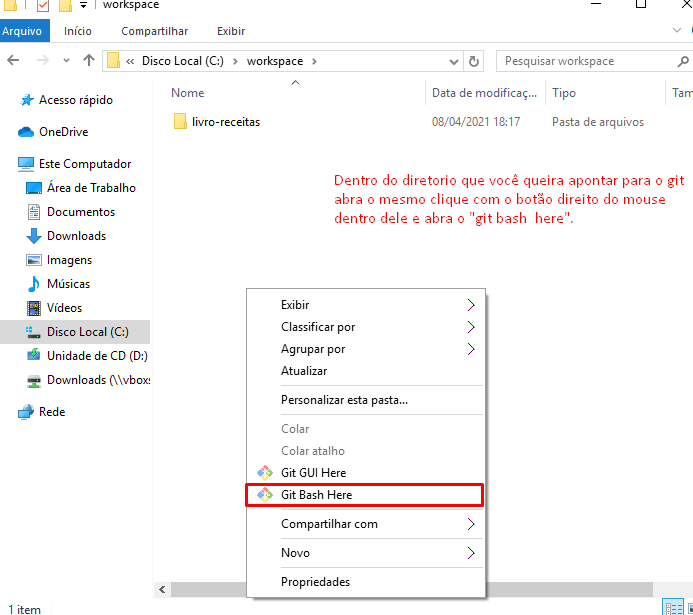 workspace
Arquivo Início Compartilhar Exibir
« Disco Local (C:) > workspace >
Pesquisar workspace
Nome Data de modificaç... Tipo Tam
livro-receitas 08/04/2021 18:17 Pasta de arquivos
Acesso rápido
OneDrive
Este Computador
Área de Trabalho
Documentos
Downloads
Imagens
Músicas
Vídeos
Disco Local (C:)
Unidade de CD (D:)
Downloads (\\vboxs
Rede
Dentro do diretorio que você queira apontar para o git
abra o mesmo clique com o botão direito do mouse
dentro dele e abra o "git bash here".
Exibir
Classificar por
Agrupar por
Atualizar
Personalizar esta pasta...
Colar
Colar atalho
Git GUI Here
Git Bash Here
Compartilhar com
Novo
Propriedades
1 item